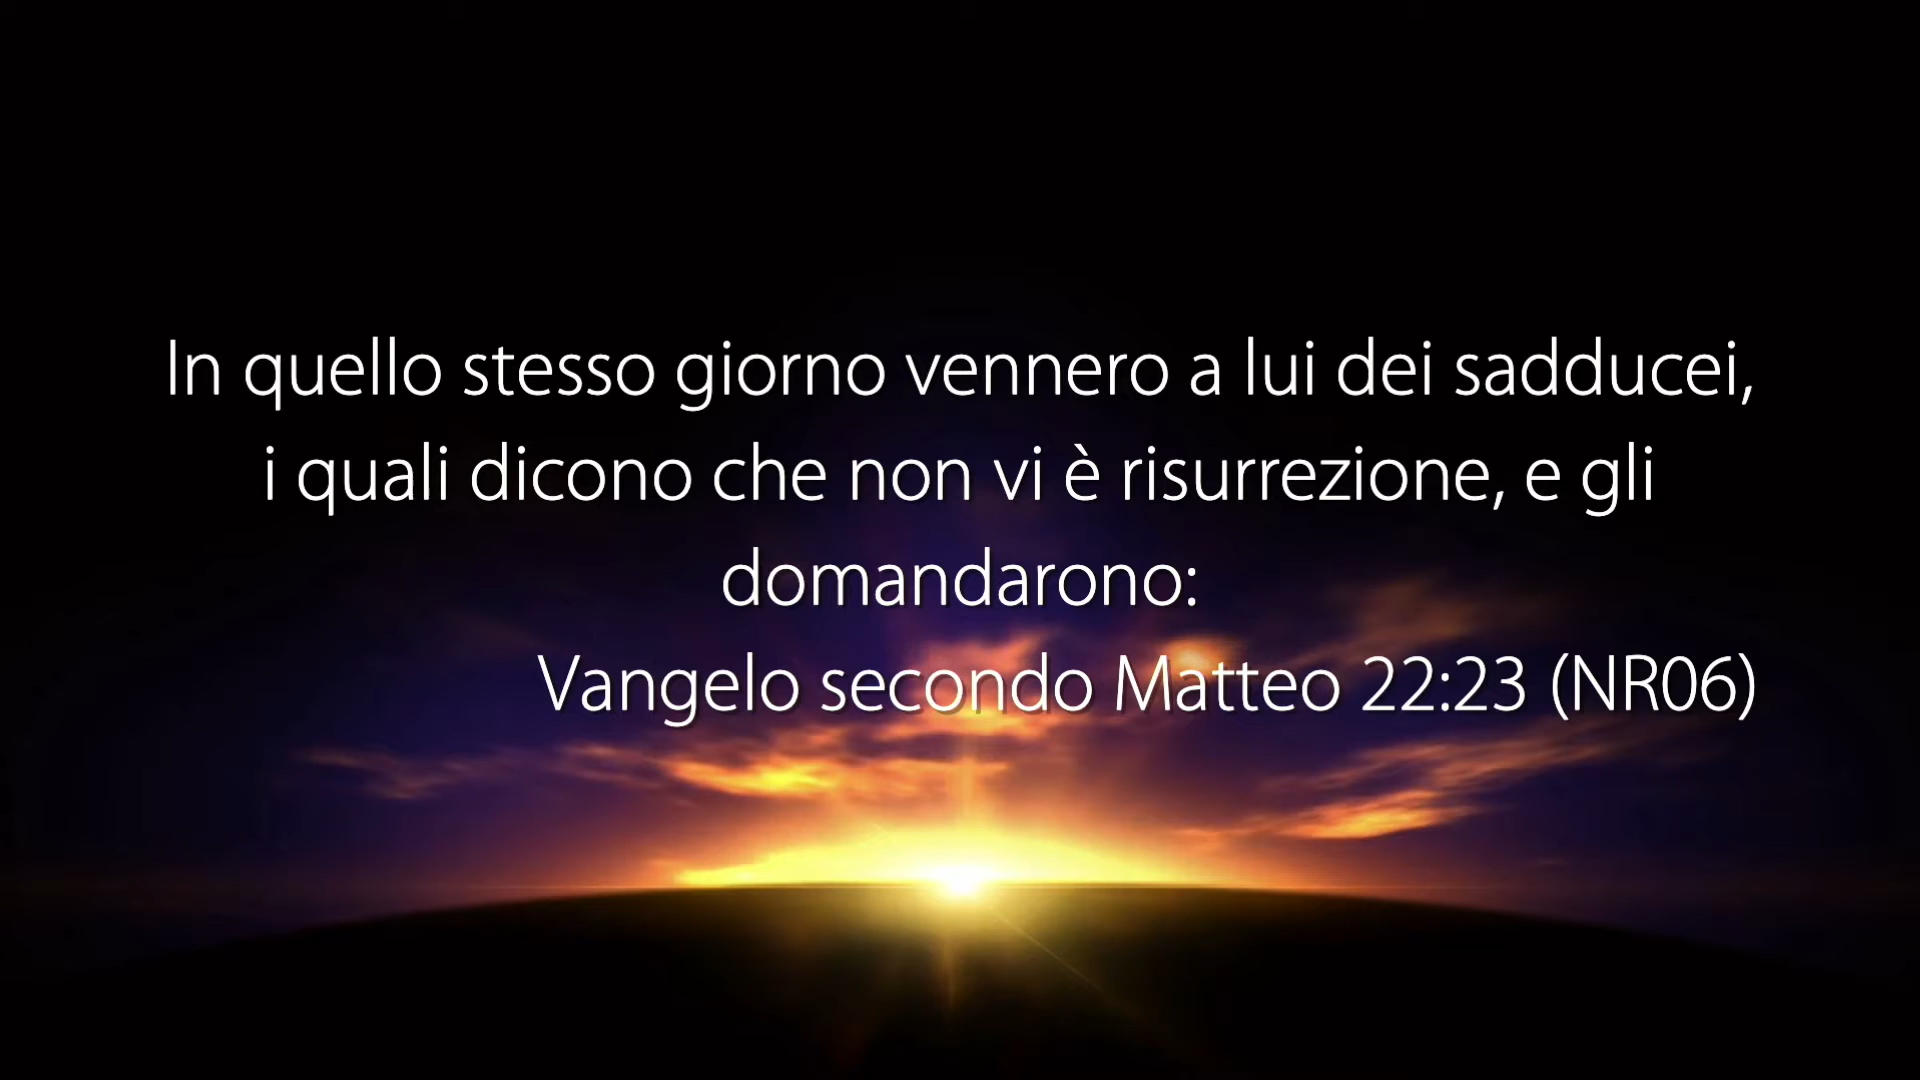 In quello stesso giorno vennero a lui dei sadducei,
i quali dicono che non vi è risurrezione, e gli
domandarono:
Vangelo secondo Matteo 22:23 (NR06)